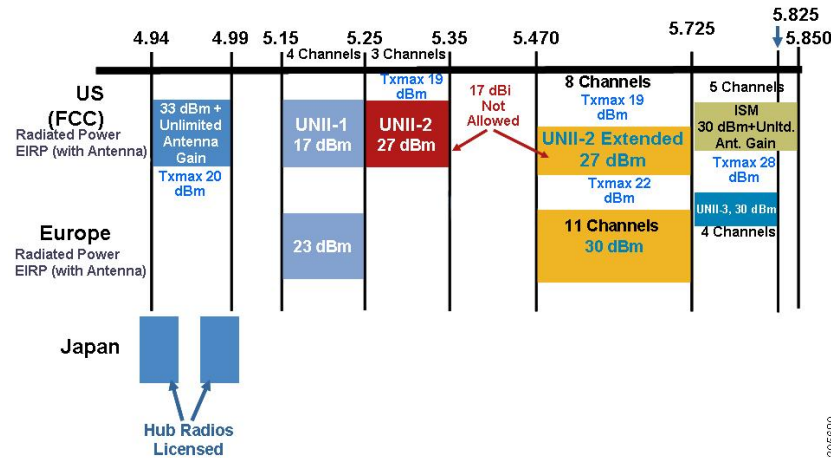 5.825
4.94 4.99 5.15 5.25 5.35 5.470 5.725 5.850
4 Channels 3 Channels
US
(FCC)
Radiated Power
EIRP (with Antenna)
33 dBm +
Unlimited
Antenna
Gain
Txmax 20
dBm
UNII-1
17 dBm
Txmax 19
dBm
UNII-2
27 dBm
17 dBi
Not
Allowed
8 Channels
Txmax 19
dBm
UNII-2 Extended
27 dBm
Txmax 22
dBm
5 Channels
ISM
30 dBm+Unltd.
Ant. Gain
Txmax 28
dBm
UNII-3, 30 dBm
4 Channels
Europe
Radiated Power
EIRP (with Antenna)
23 dBm
11 Channels
30 dBm
Japan
Hub Radios
Licensed